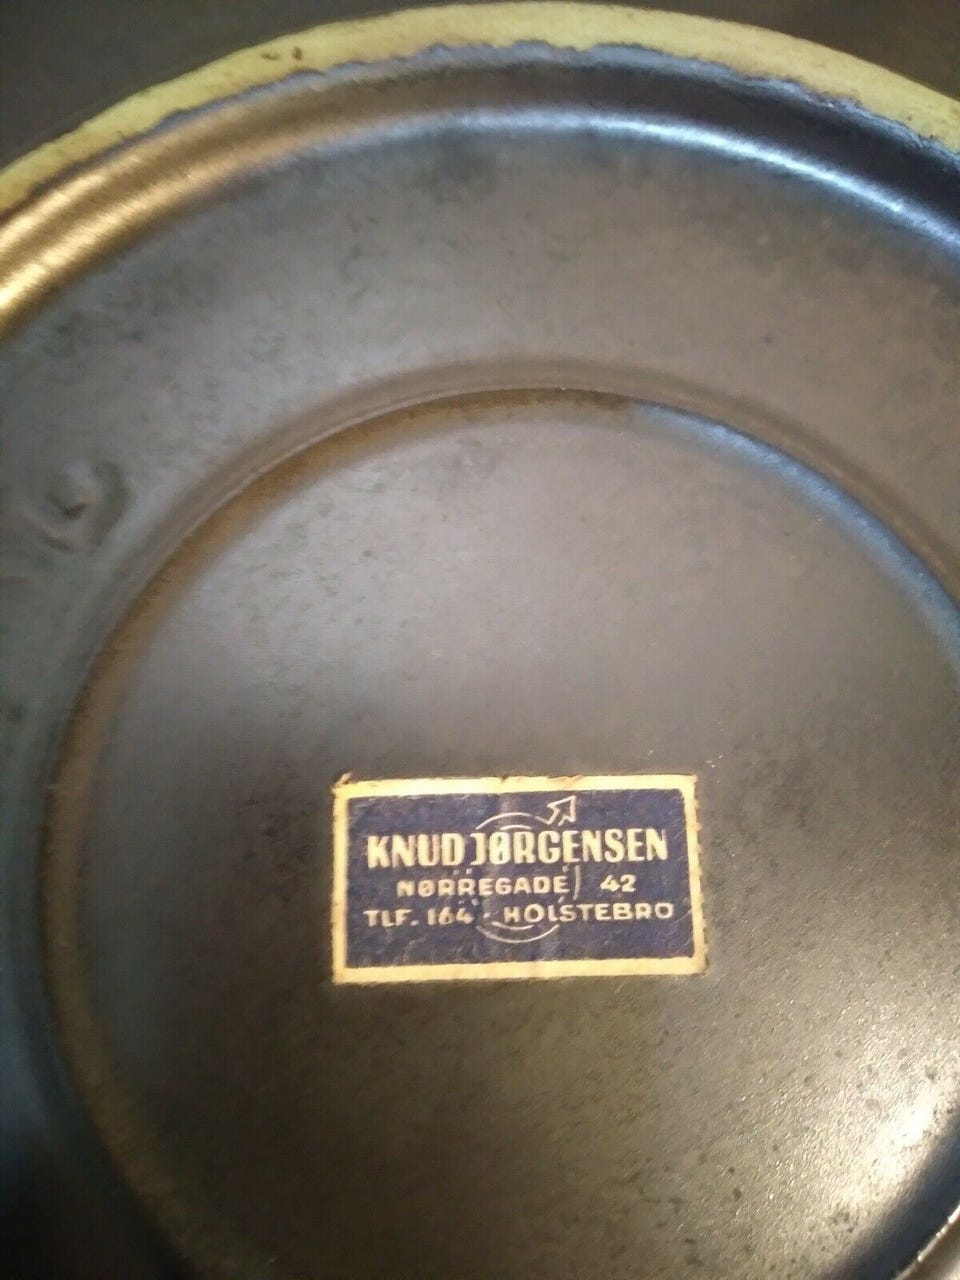 KNUD JØRGENSEN
NØRREGADE 42
TLF. 164 · HOLSTEBRO